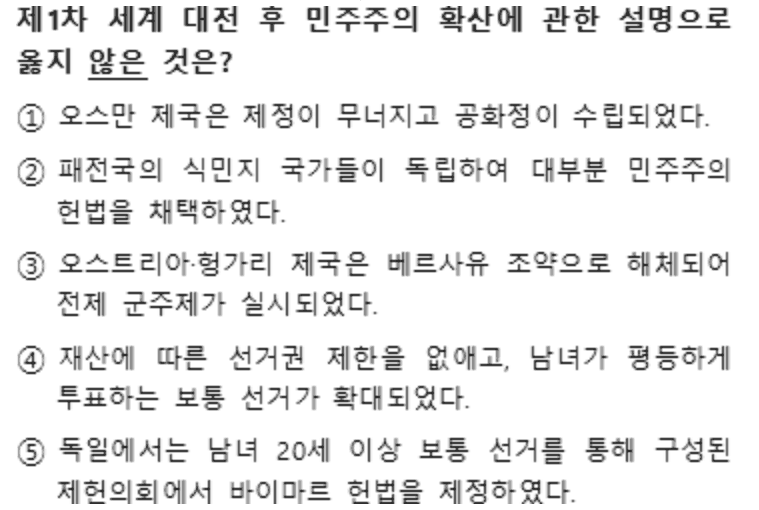 제1차 세계 대전 후 민주주의 확산에 관한 설명으로
옳지 않은 것은?
① 오스만 제국은 제정이 무너지고 공화정이 수립되었다.
② 패전국의 식민지 국가들이 독립하여 대부분 민주주의
헌법을 채택하였다.
③ 오스트리아·헝가리 제국은 베르사유 조약으로 해체되어
전제 군주제가 실시되었다.
④ 재산에 따른 선거권 제한을 없애고, 남녀가 평등하게
투표하는 보통 선거가 확대되었다.
⑤ 독일에서는 남녀 20세 이상 보통 선거를 통해 구성된
제헌의회에서 바이마르 헌법을 제정하였다.